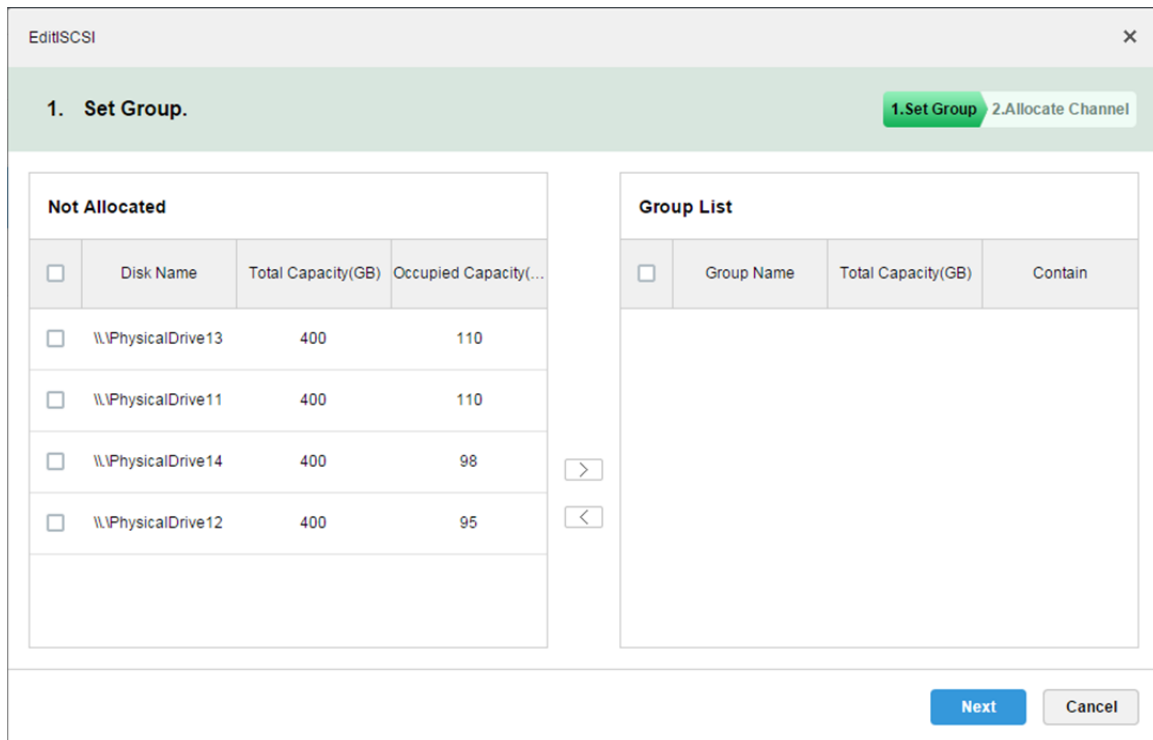 EditISCSI
1. Set Group.
1.Set Group 2.Allocate Channel
Not Allocated
Disk Name Total Capacity(GB) Occupied Capacity(...
\\.\PhysicalDrive13 400 110
\\.\PhysicalDrive11 400 110
\\.\PhysicalDrive14 400 98
\\.\PhysicalDrive12 400 95
Group List
Group Name Total Capacity(GB) Contain
Next Cancel